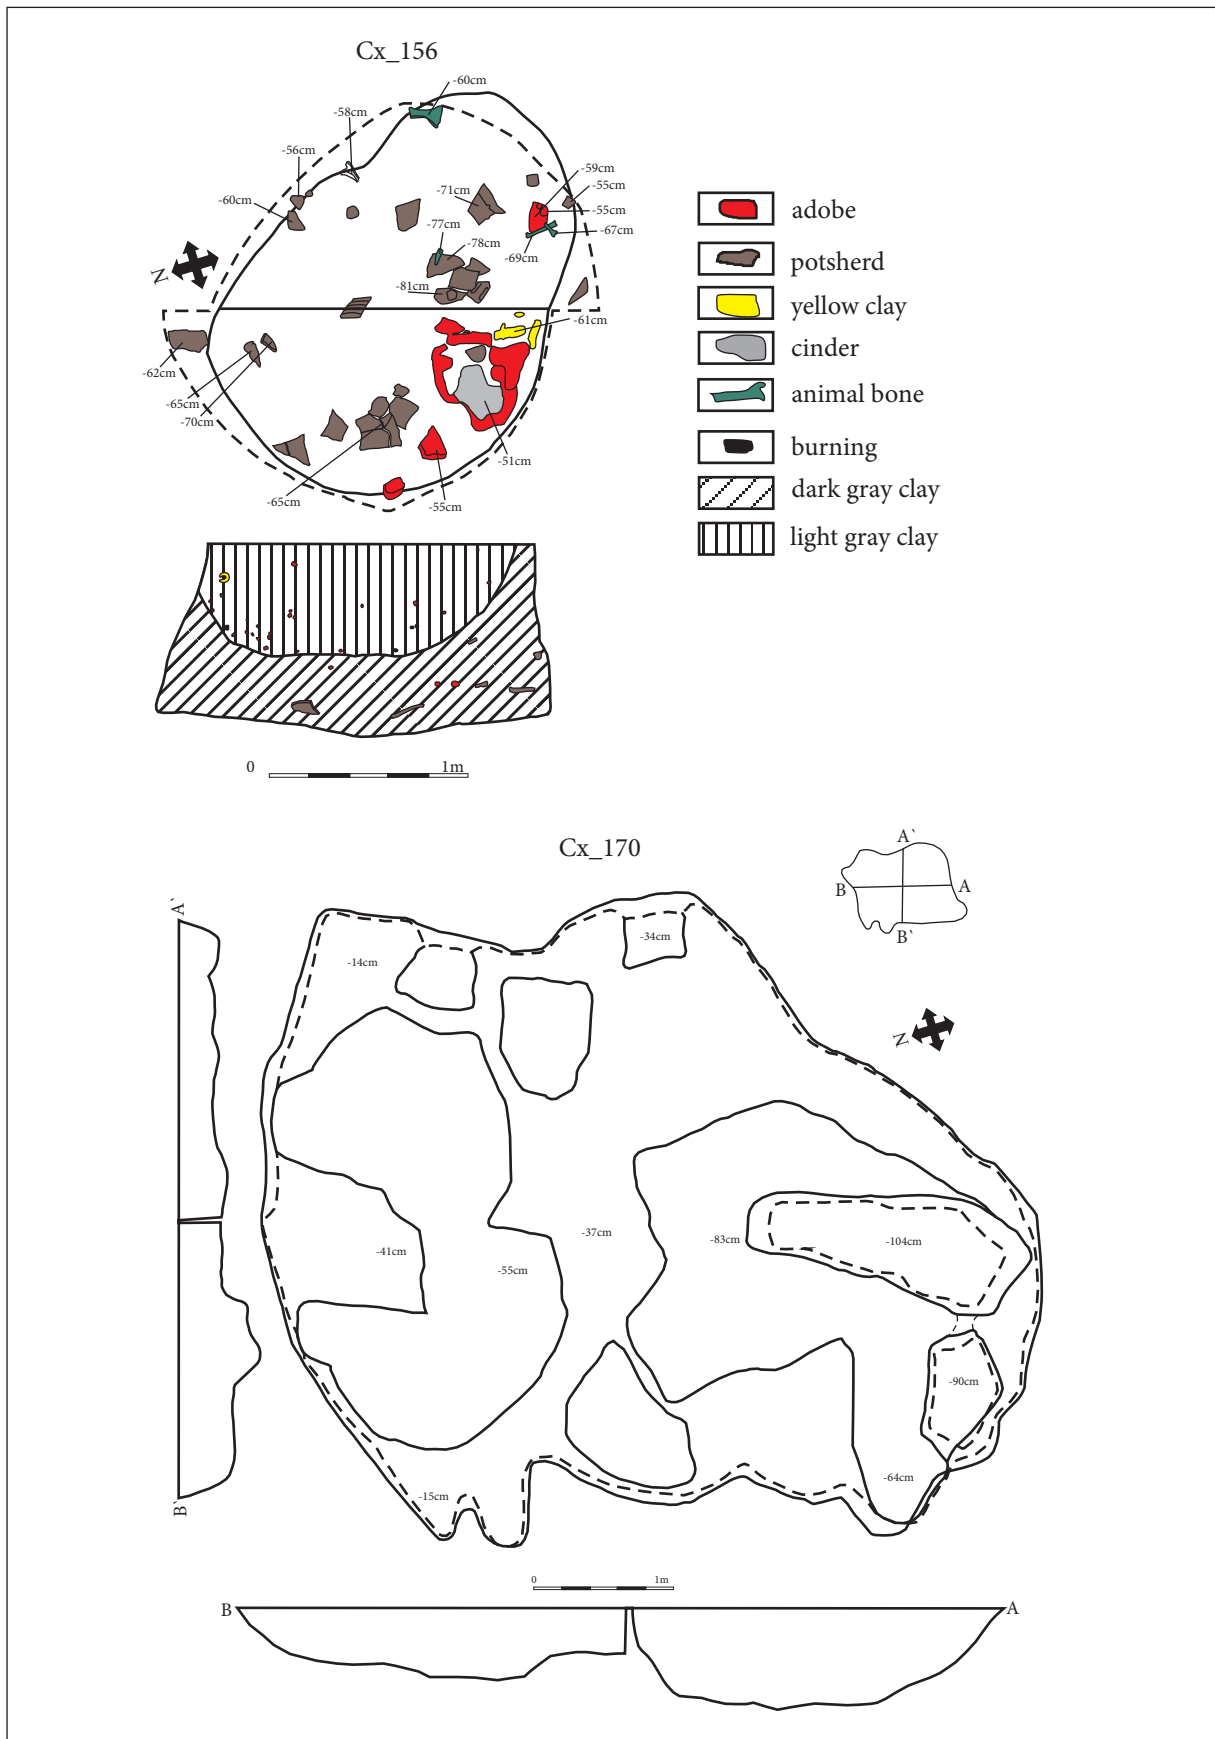 Cx_156
-60cm
-58cm
-56cm
-59cm
-55cm
-71cm
-60cm
-55cm
-77cm
-67cm
-78cm
-69cm
N
-81cm
-61cm
-62cm
-65cm
-70cm
-51cm
-65cm
-55cm
adobe
potsherd
yellow clay
cinder
animal bone
burning
dark gray clay
light gray clay
0 1m
Cx_170
A`
B A
B`
A`
-34cm
-14cm
N
-37cm
-83cm
-104cm
-41cm
-55cm
-90cm
-64cm
-15cm
B`
0 1m
B A